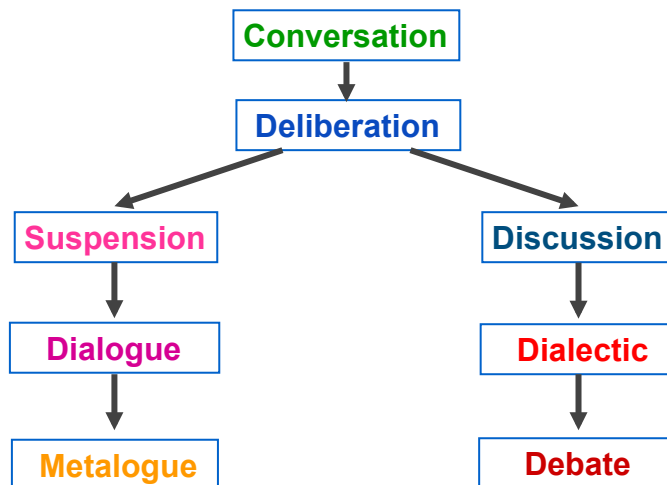 Conversation
Deliberation
Suspension
Discussion
Dialogue
Dialectic
Metalogue
Debate